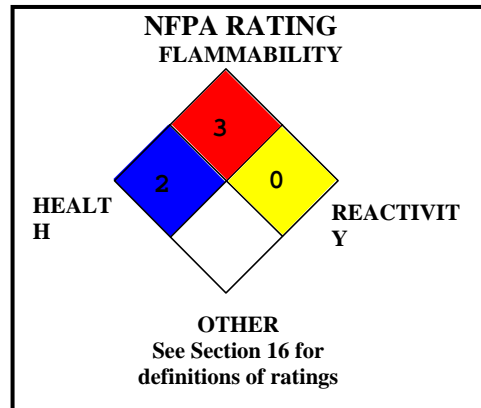 NFPA RATING
FLAMMABILITY
3
2
0
HEALT
H
REACTIVIT
Y
OTHER
See Section 16 for
definitions of ratings